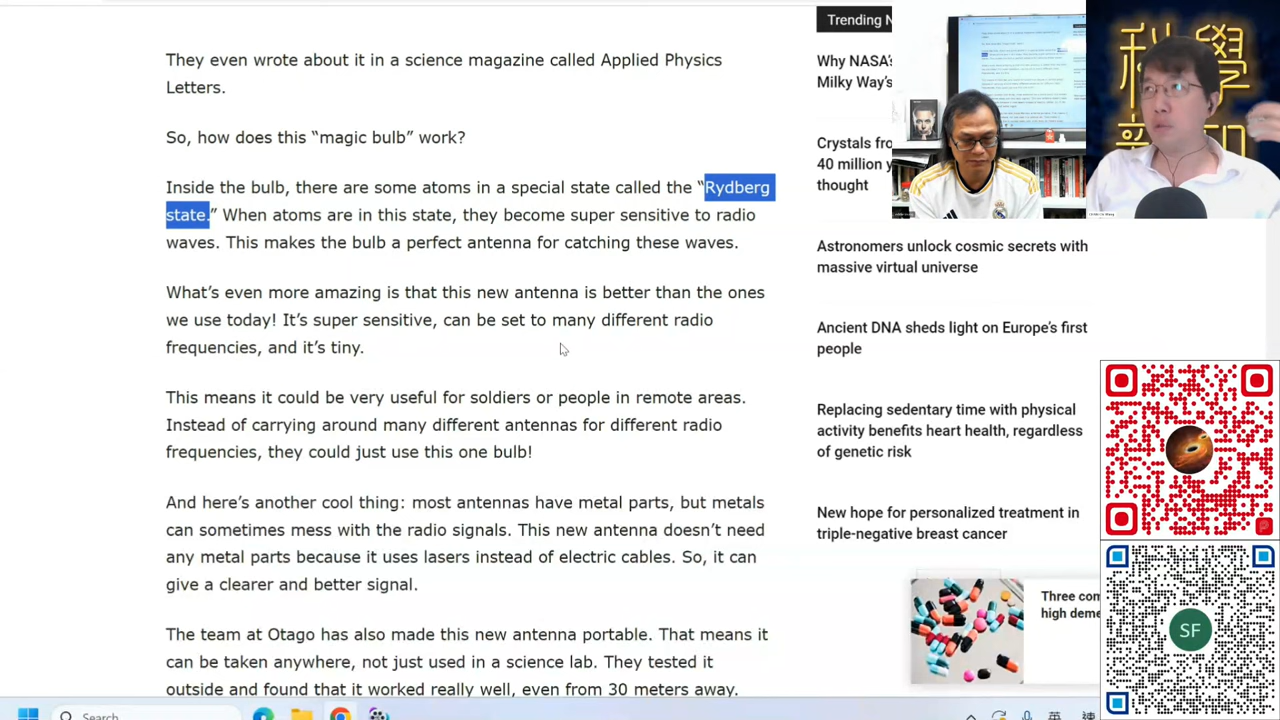 They even wrote about it in a science magazine called Applied Physics
Letters.
So, how does this “magic bulb” work?
Inside the bulb, there are some atoms in a special state called the “Rydberg
state.” When atoms are in this state, they become super sensitive to radio
waves. This makes the bulb a perfect antenna for catching these waves.
What’s even more amazing is that this new antenna is better than the ones
we use today! It’s super sensitive, can be set to many different radio
frequencies, and it’s tiny.
This means it could be very useful for soldiers or people in remote areas.
Instead of carrying around many different antennas for different radio
frequencies, they could just use this one bulb!
And here’s another cool thing: most antennas have metal parts, but metals
can sometimes mess with the radio signals. The new antenna doesn’t need
any metal parts because it uses lasers instead of electric cables. So, it can
give a clearer and better signal.
The team at Otago has also made this new antenna portable. That means it
can be taken anywhere, not just used in a science lab. They tested it
outside and found that it worked really well, even from 30 meters away.
Trending N
Why NASA’s
Milky Way’s
Crystals fro
40 million y
thought
Astronomers unlock cosmic secrets with
massive virtual universe
Ancient DNA sheds light on Europe’s first
people
Replacing sedentary time with physical
activity benefits heart health, regardless
of genetic risk
New hope for personalized treatment in
triple-negative breast cancer
Three com
high deme
科學
SF
Search
英